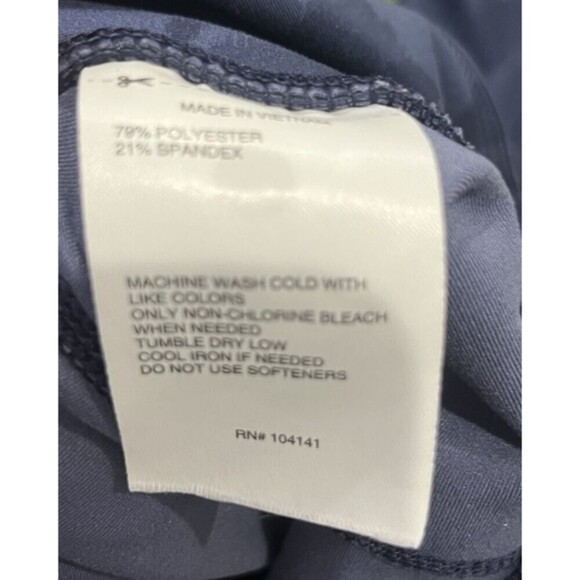 MADE IN VIETNAM
79% POLYESTER
21% SPANDEX
MACHINE WASH COLD WITH
LIKE COLORS
ONLY NON-CHLORINE BLEACH
WHEN NEEDED
TUMBLE DRY LOW
COOL IRON IF NEEDED
DO NOT USE SOFTENERS
RN# 104141